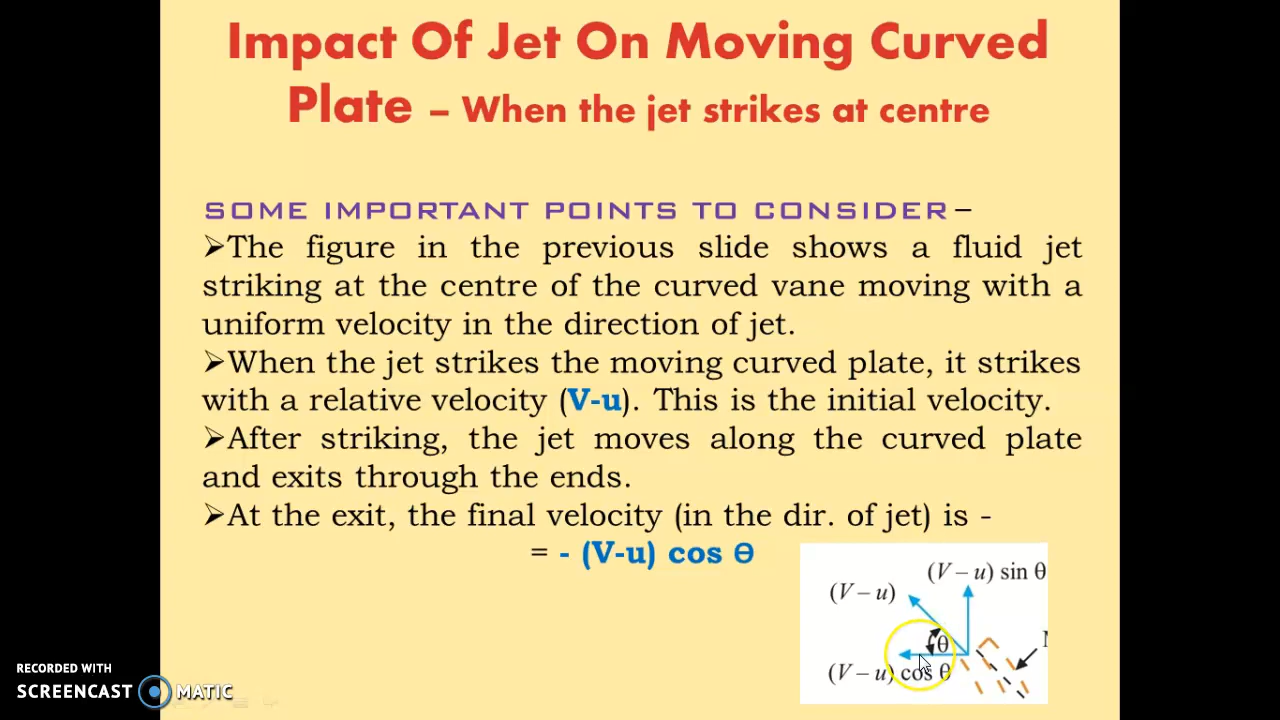 Impact Of Jet On Moving Curved
Plate – When the jet strikes at centre
SOME IMPORTANT POINTS TO CONSIDER –
➢The figure in the previous slide shows a fluid jet
striking at the centre of the curved vane moving with a
uniform velocity in the direction of jet.
➢When the jet strikes the moving curved plate, it strikes
with a relative velocity (V-u). This is the initial velocity.
➢After striking, the jet moves along the curved plate
and exits through the ends.
➢At the exit, the final velocity (in the dir. of jet) is -
= - (V-u) cos Ɵ
(V – u) sin θ
(V – u)
θ
(V – u) cos θ
RECORDED WITH
SCREENCAST MATIC